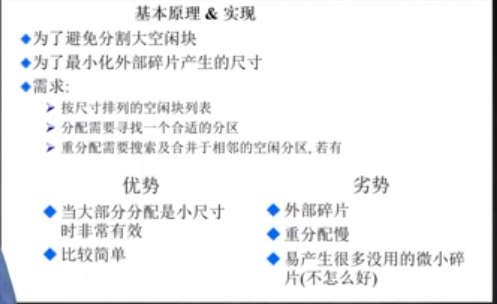 基本原理 & 实现
为了避免分割大空闲块
为了最小化外部碎片产生的尺寸
需求:
按尺寸排列的空闲块列表
分配需要寻找一个合适的分区
重分配需要搜索及合并于相邻的空闲分区, 若有
优势
当大部分分配是小尺寸
时非常有效
比较简单
劣势
外部碎片
重分配慢
易产生很多没用的微小碎
片(不怎么好)